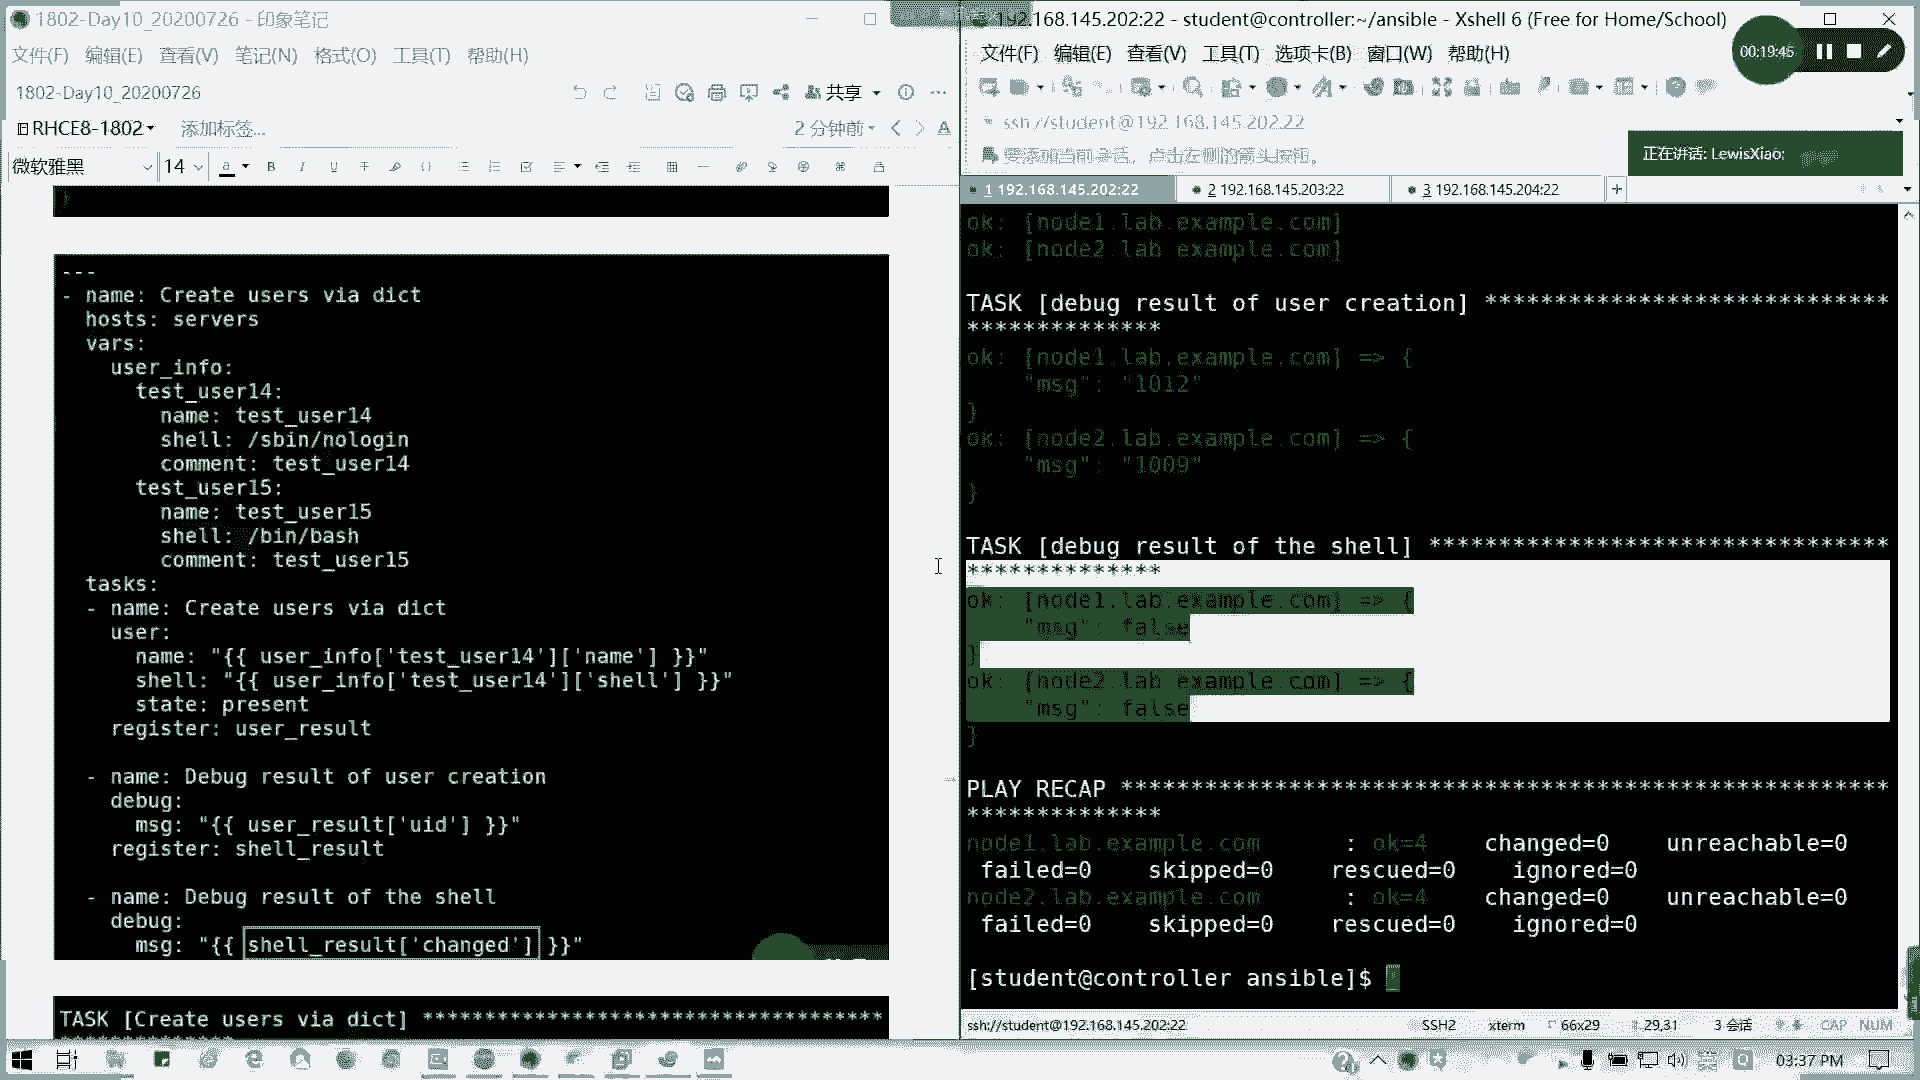 1802-Day10_20200726 - 印象笔记
文件(F) 编辑(E) 查看(V) 笔记(N) 格式(O) 工具(T) 帮助(H)
1802-Day10_20200726
共享
RHCE8-1802
添加标签...
2 分钟前
微软雅黑
14
}
---
- name: Create users via dict
  hosts: servers
  vars:
    user_info:
      test_user14:
        name: test_user14
        shell: /sbin/nologin
        comment: test_user14
      test_user15:
        name: test_user15
        shell: /bin/bash
        comment: test_user15
  tasks:
  - name: Create users via dict
    user:
      name: "{{ user_info['test_user14']['name'] }}"
      shell: "{{ user_info['test_user14']['shell'] }}"
      state: present
    register: user_result
  - name: Debug result of user creation
    debug:
      msg: "{{ user_result['uid'] }}"
    register: shell_result
  - name: Debug result of the shell
    debug:
      msg: "{{ shell_result['changed'] }}"
TASK [Create users via dict] *********************************
192.168.145.202:22 - student@controller:~/ansible - Xshell 6 (Free for Home/School)
文件(F) 编辑(E) 查看(V) 工具(T) 选项卡(B) 窗口(W) 帮助(H)
00:19:45
ssh://student@192.168.145.202:22
要添加当前会话，点击左侧的箭头按钮。
正在讲话: LewisXiao:
1 192.168.145.202:22
2 192.168.145.203:22
3 192.168.145.204:22
ok: [node1.lab.example.com]
ok: [node2.lab.example.com]
TASK [debug result of user creation] *****************************
**************
ok: [node1.lab.example.com] => {
    "msg": "1012"
}
ok: [node2.lab.example.com] => {
    "msg": "1009"
}
TASK [debug result of the shell] *********************************
**************
ok: [node1.lab.example.com] => {
    "msg": false
}
ok: [node2.lab.example.com] => {
    "msg": false
}
PLAY RECAP *******************************************************
**************
node1.lab.example.com      : ok=4    changed=0    unreachable=0
 failed=0    skipped=0    rescued=0    ignored=0
node2.lab.example.com      : ok=4    changed=0    unreachable=0
 failed=0    skipped=0    rescued=0    ignored=0
[student@controller ansible]$
ssh://student@192.168.145.202:22
SSH2
xterm
66x29
29,31
3 会话
CAP NUM
03:37 PM